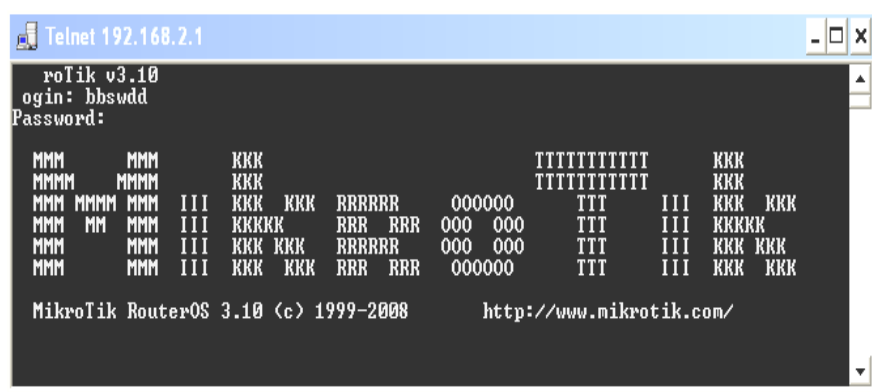 Telnet 192.168.2.1
roTik v3.10
ogin: bbswdd
Password:
MMM          MMM       KKK                          TTTTTTTTTTT      KKK
MMMM    MMMM       KKK                          TTTTTTTTTTT      KKK
MMM MMMM MMM  III  KKK  KKK  RRRRRR     OOOOOO      TTT     III  KKK  KKK
MMM  MM  MMM  III  KKKKK     RRR  RRR  OOO  OOO     TTT     III  KKKKK
MMM      MMM  III  KKK KKK   RRRRRR    OOO  OOO     TTT     III  KKK KKK
MMM      MMM  III  KKK  KKK  RRR  RRR   OOOOOO      TTT     III  KKK  KKK
MikroTik RouterOS 3.10 (c) 1999-2008       http://www.mikrotik.com/